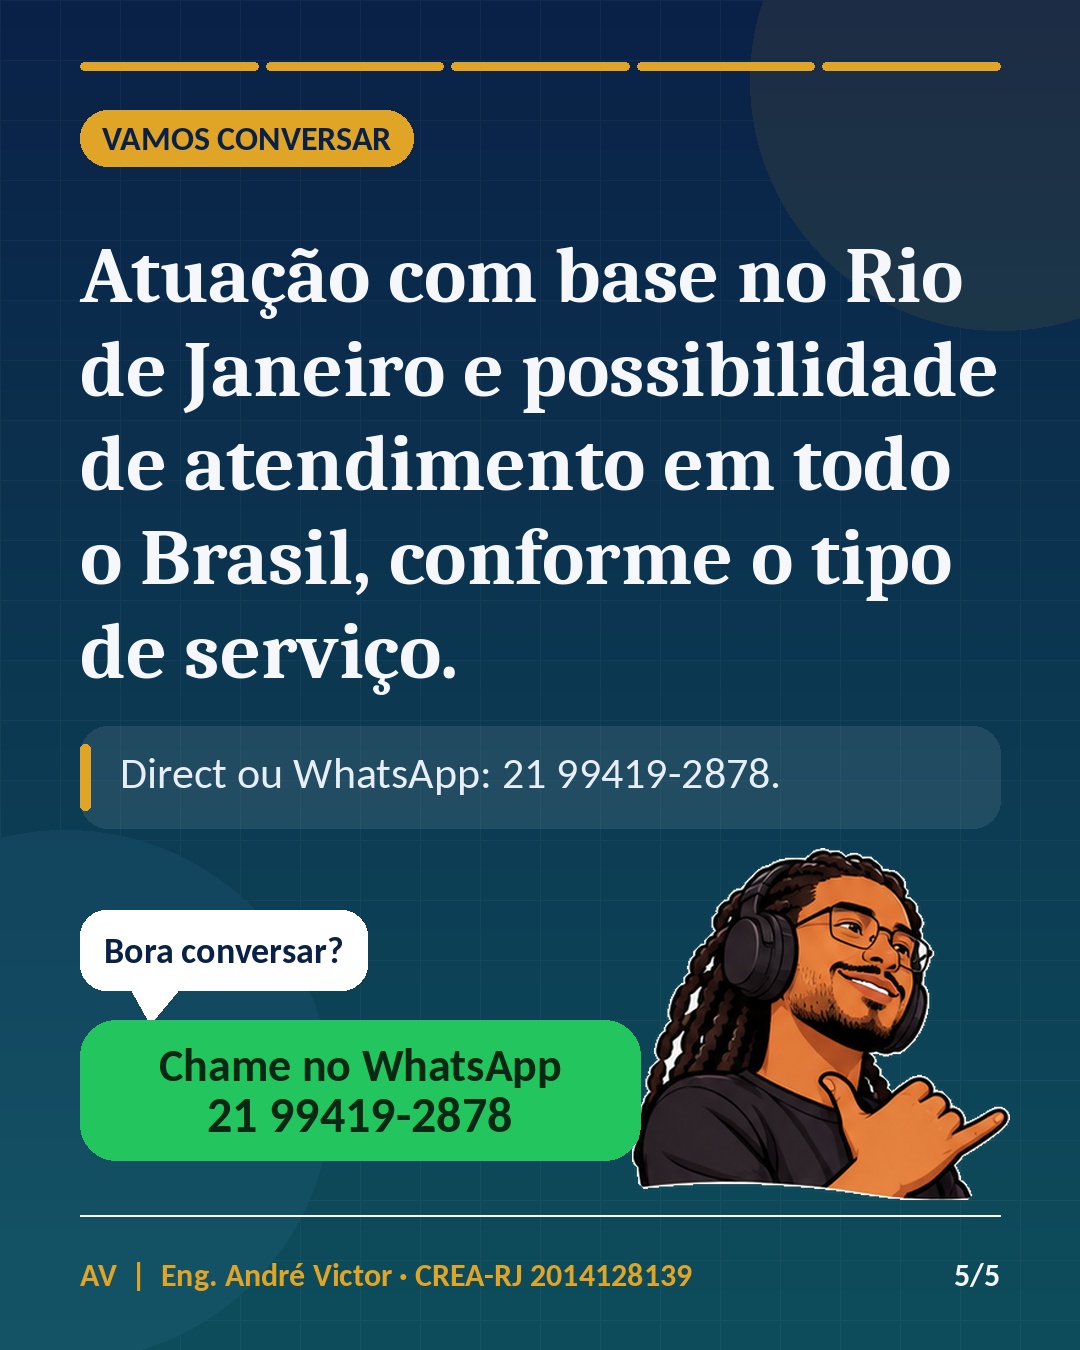 VAMOS CONVERSAR
Atuação com base no Rio
de Janeiro e possibilidade
de atendimento em todo
o Brasil, conforme o tipo
de serviço.
Direct ou WhatsApp: 21 99419-2878.
Bora conversar?
Chame no WhatsApp
21 99419-2878
AV | Eng. André Victor · CREA-RJ 2014128139
5/5